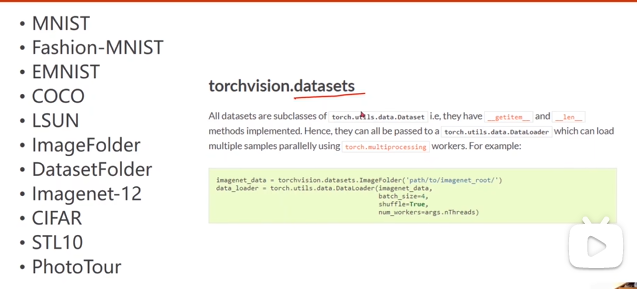 • MNIST
• Fashion-MNIST
• EMNIST
• COCO
• LSUN
• ImageFolder
• DatasetFolder
• Imagenet-12
• CIFAR
• STL10
• PhotoTour
torchvision.datasets
All datasets are subclasses of torch.utils.data.Dataset i.e, they have __getitem__ and __len__
methods implemented. Hence, they can all be passed to a torch.utils.data.DataLoader which can load
multiple samples parallelly using torch.multiprocessing workers. For example:
imagenet_data = torchvision.datasets.ImageFolder('path/to/imagenet_root/')
data_loader = torch.utils.data.DataLoader(imagenet_data,
batch_size=4,
shuffle=True,
num_workers=args.nThreads)